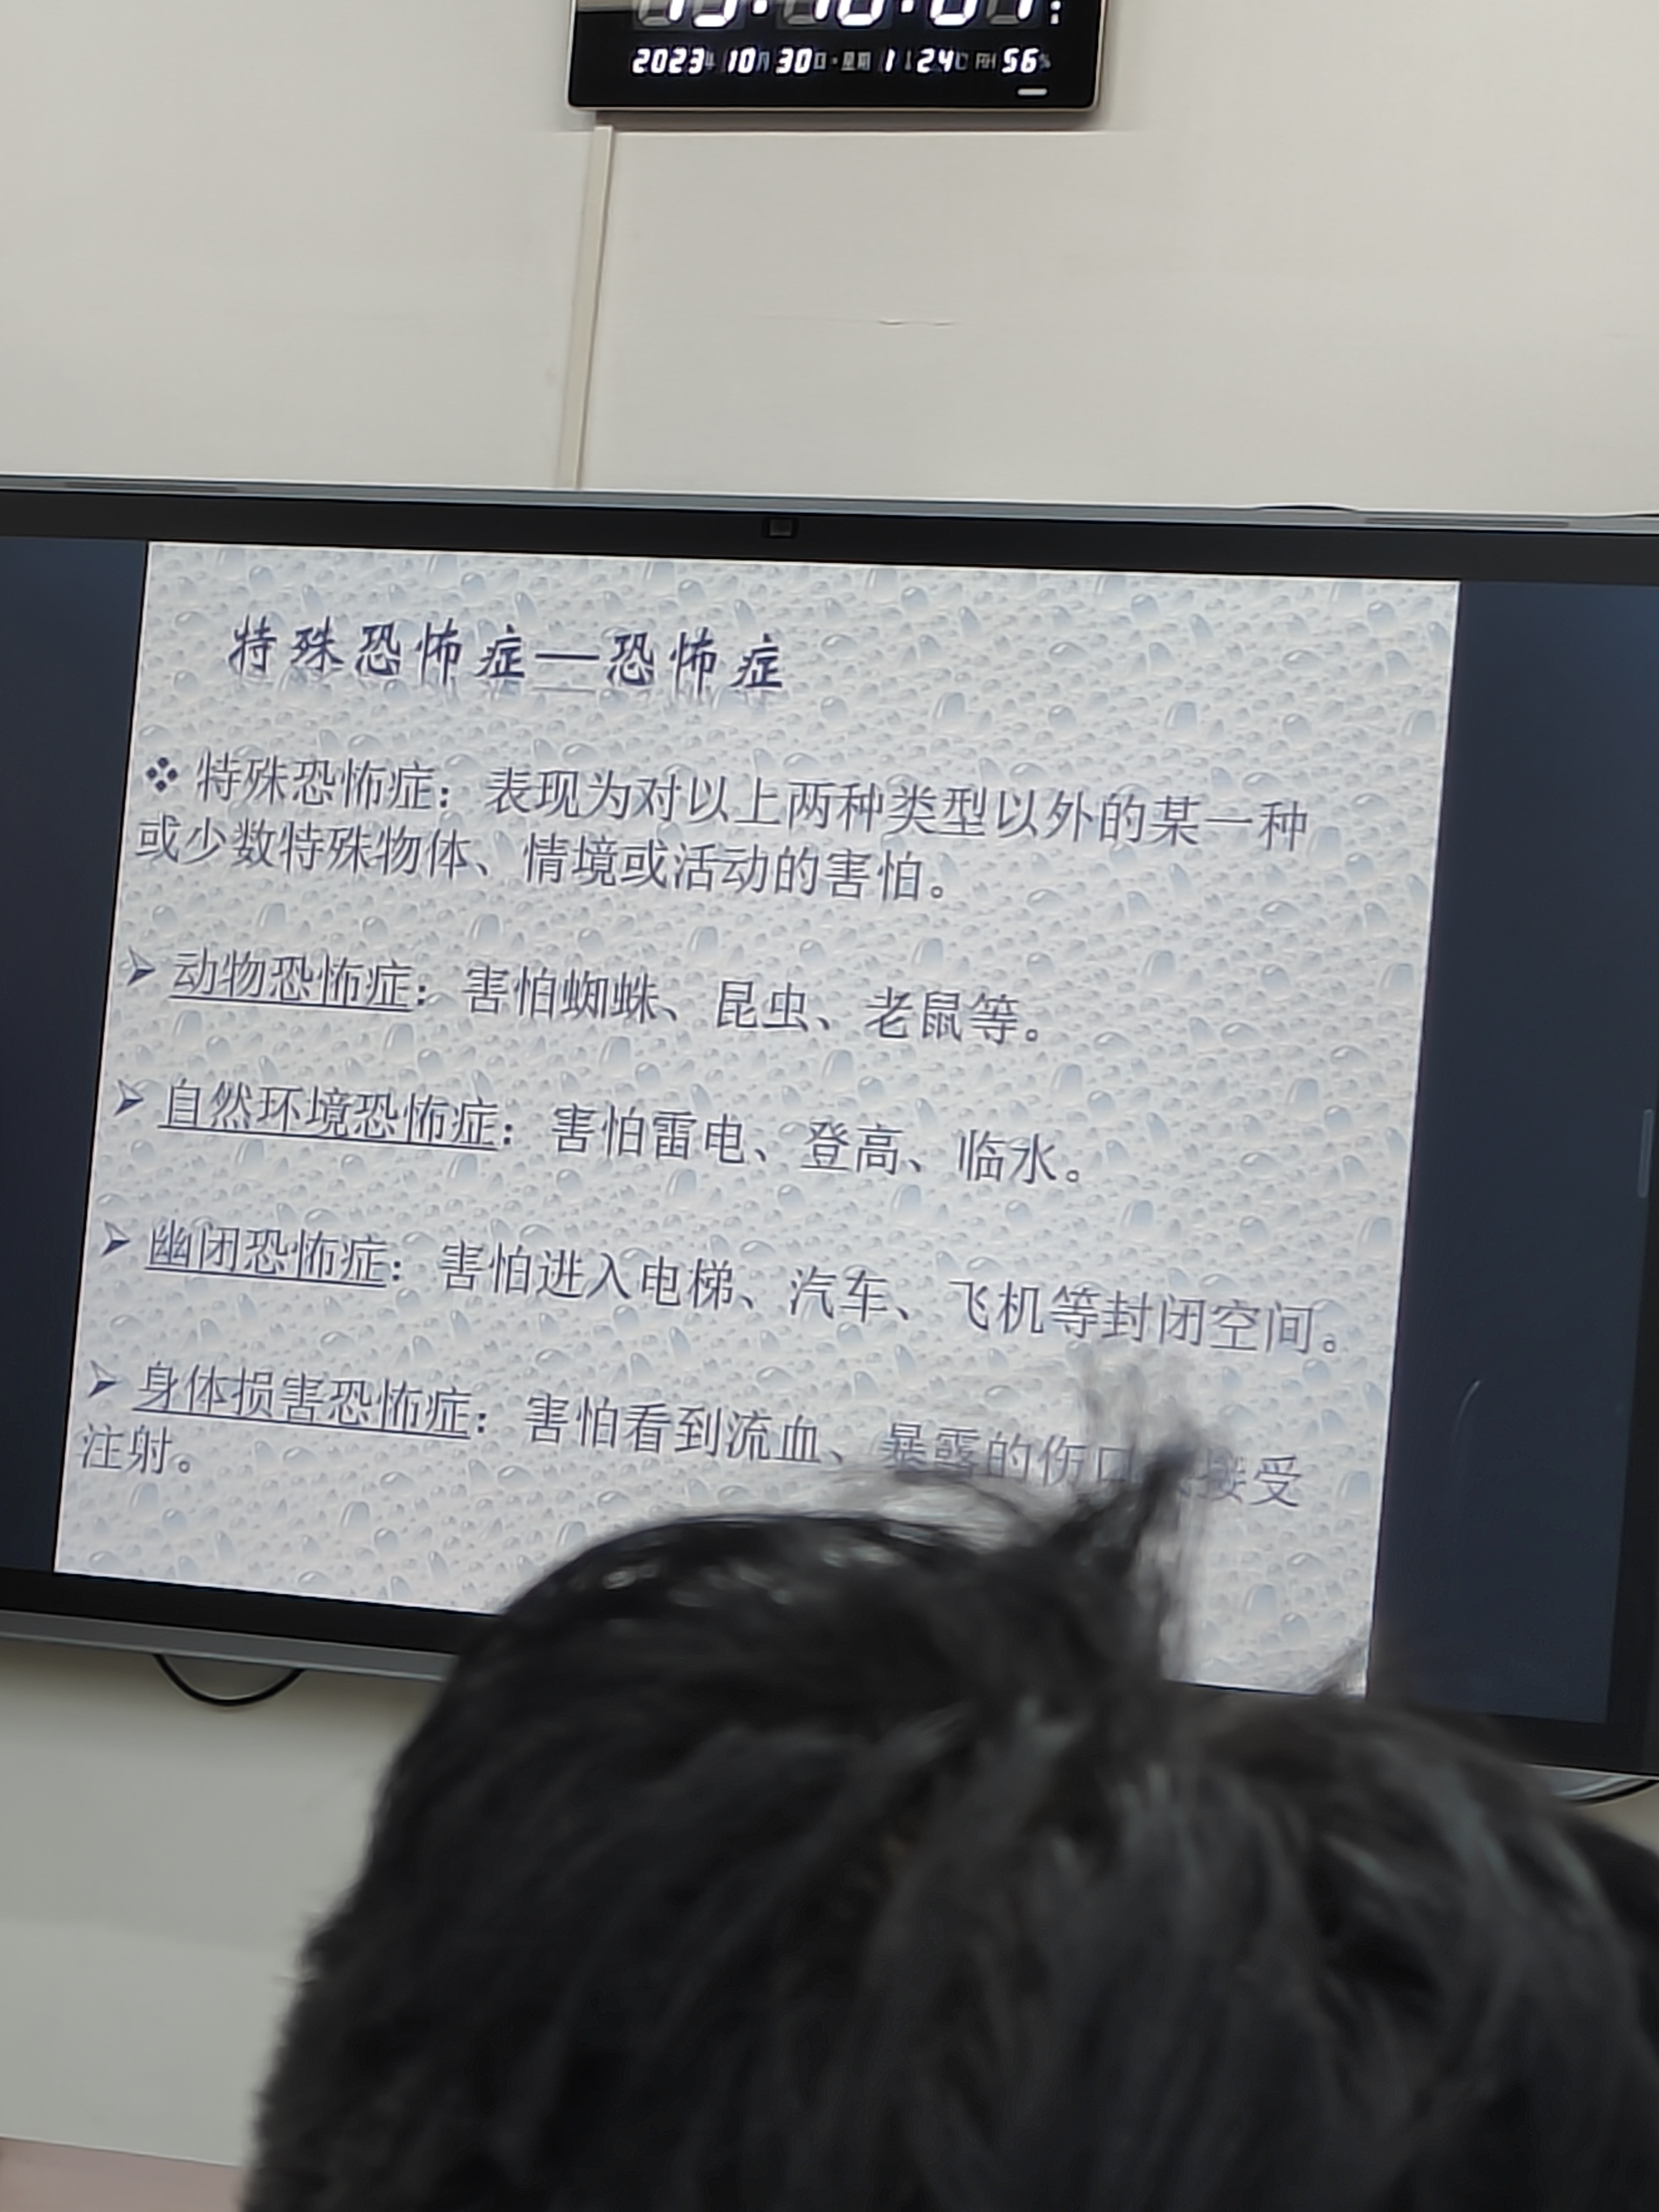 2023年 10月 30日·星期 1 24℃ RH 56%
特殊恐怖症—恐怖症
❖ 特殊恐怖症：表现为对以上两种类型以外的某一种
或少数特殊物体、情境或活动的害怕。
➢ 动物恐怖症：害怕蜘蛛、昆虫、老鼠等。
➢ 自然环境恐怖症：害怕雷电、登高、临水。
➢ 幽闭恐怖症：害怕进入电梯、汽车、飞机等封闭空间。
➢ 身体损害恐怖症：害怕看到流血、暴露的伤口 接受
注射。